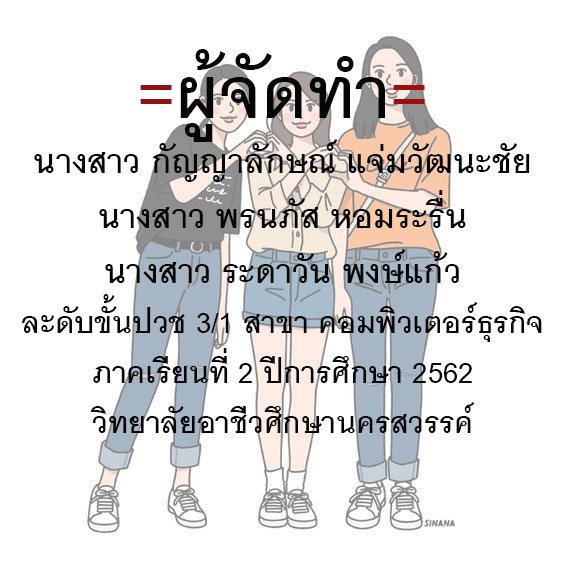 =ผู้จัดทำ=
นางสาว กัญญาลักษณ์ แจ่มวัฒนะชัย
นางสาว พรนภัส หอมระรื่น
นางสาว ระดาวัน พงษ์แก้ว
ละดับขั้นปวช 3/1 สาขา คอมพิวเตอร์ธุรกิจ
ภาคเรียนที่ 2 ปีการศึกษา 2562
วิทยาลัยอาชีวศึกษานครสวรรค์
SINANA